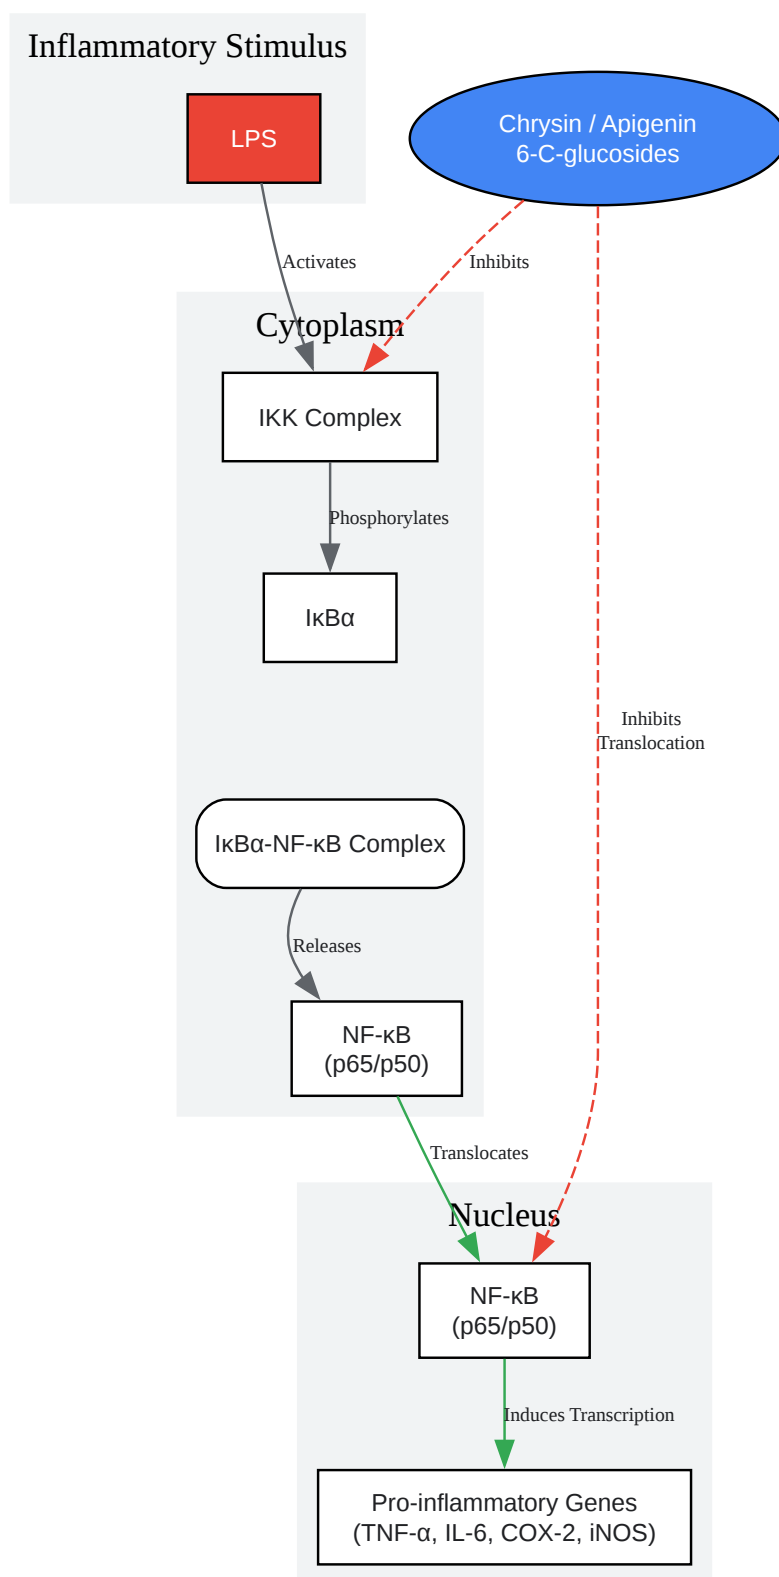 Inflammatory Stimulus
LPS
Chrysin / Apigenin
6-C-glucosides
Activates
Inhibits
Cytoplasm
IKK Complex
Phosphorylates
IκBα
Inhibits
Translocation
IκBα-NF-κB Complex
Releases
NF-κB
(p65/p50)
Translocates
Nucleus
NF-κB
(p65/p50)
Induces Transcription
Pro-inflammatory Genes
(TNF-α, IL-6, COX-2, iNOS)